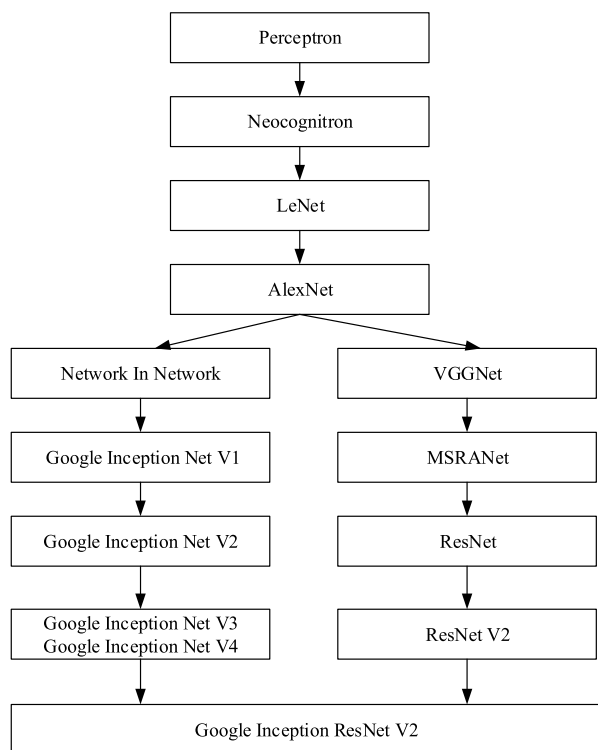 Perceptron
Neocognitron
LeNet
AlexNet
Network In Network
VGGNet
Google Inception Net V1
MSRANet
Google Inception Net V2
ResNet
Google Inception Net V3
Google Inception Net V4
ResNet V2
Google Inception ResNet V2